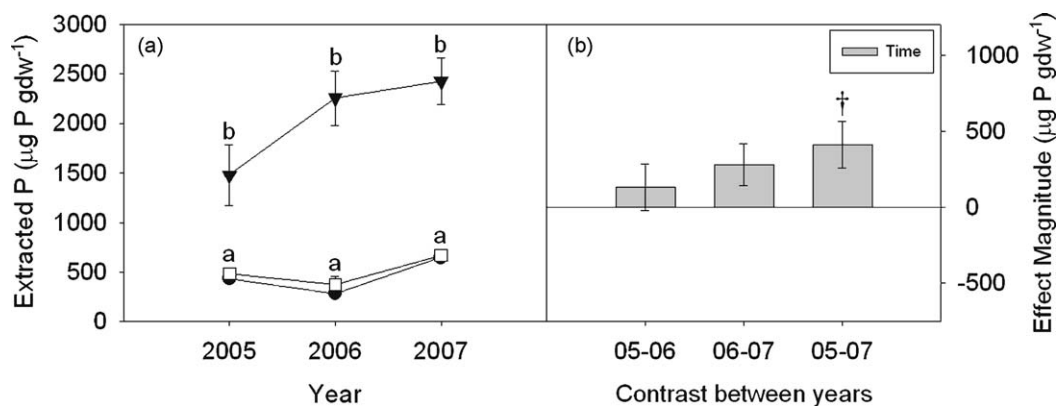 3000
2500
2000
1500
1000
500
0
Extracted P (µg P gdw⁻¹)
(a)
b
b
b
a
a
a
2005
2006
2007
Year
(b)
Time
†
1000
500
0
-500
Effect Magnitude (µg P gdw⁻¹)
05-06
06-07
05-07
Contrast between years